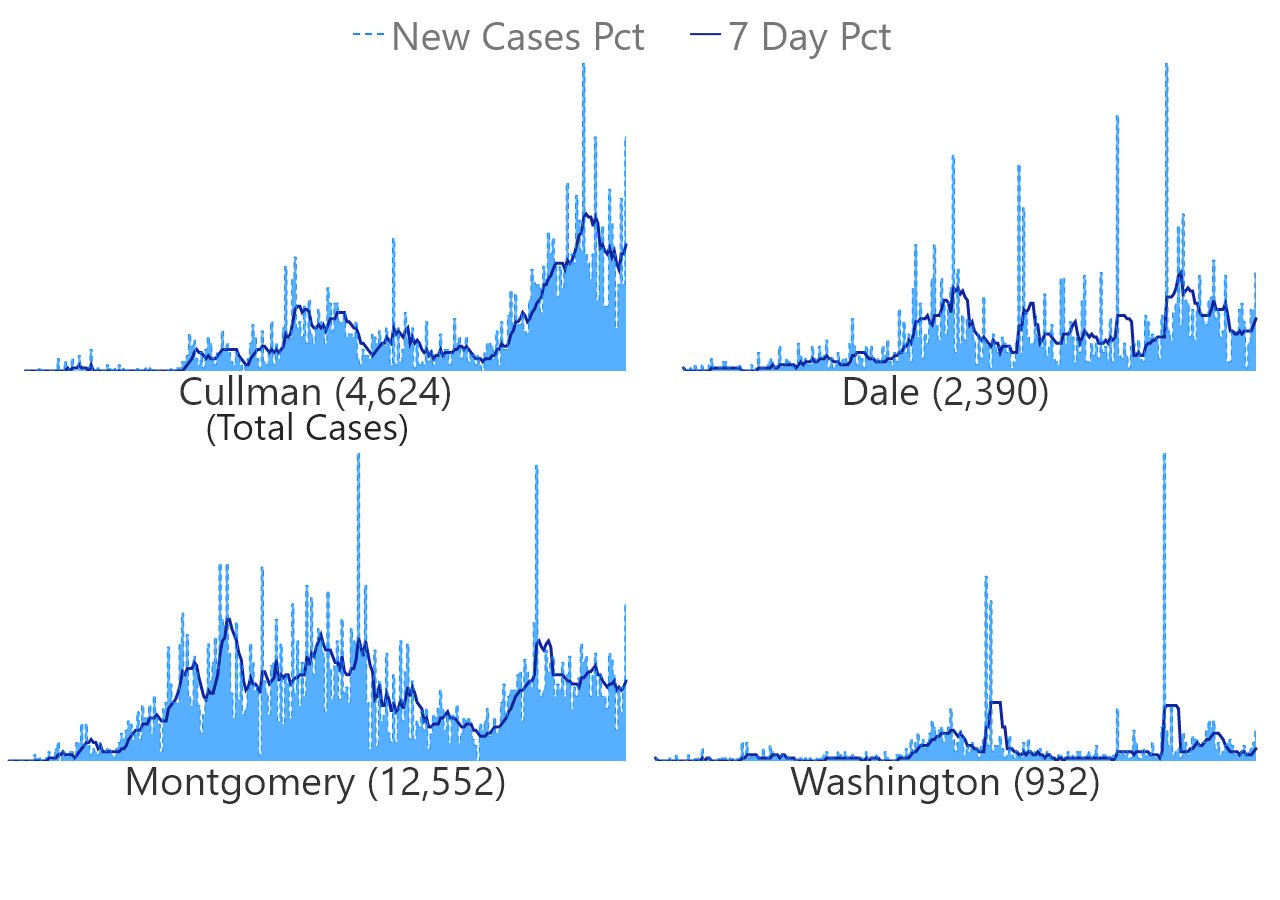 New Cases Pct 7 Day Pct
Cullman (4,624)
(Total Cases)
Dale (2,390)
Montgomery (12,552)
Washington (932)